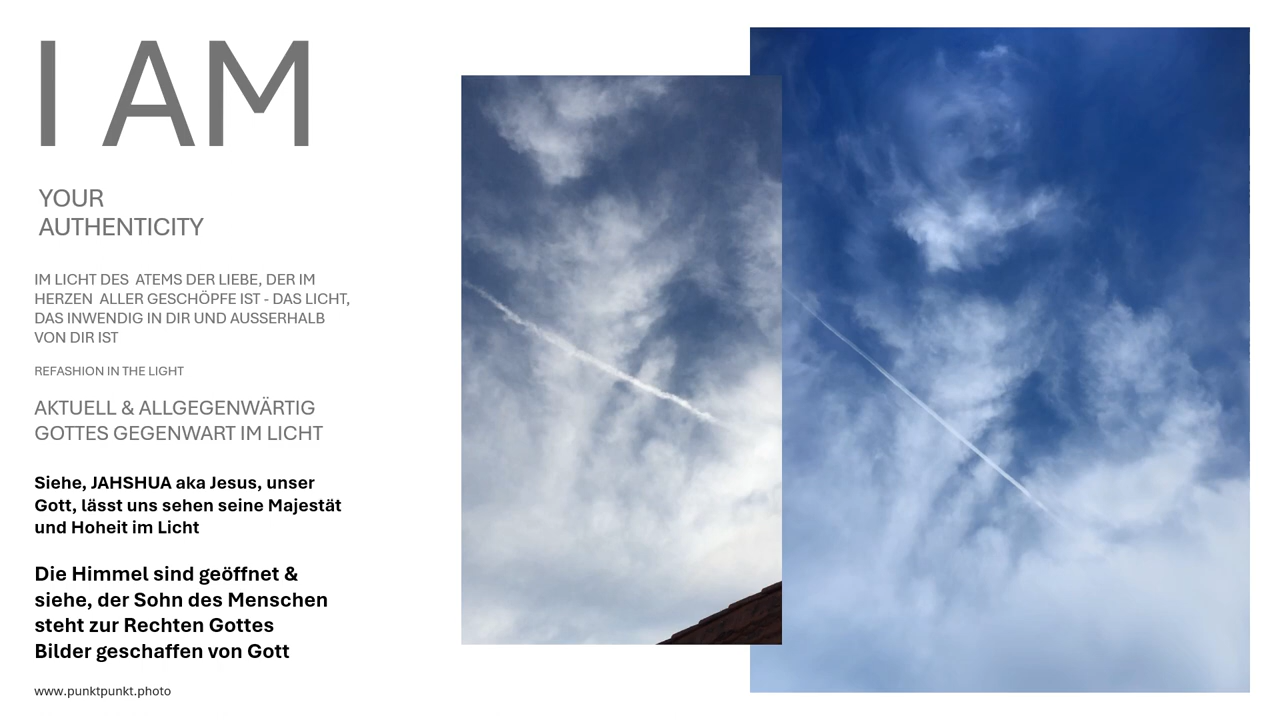 I AM
YOUR
AUTHENTICITY
IM LICHT DES  ATEMS DER LIEBE, DER IM
HERZEN  ALLER GESCHÖPFE IST - DAS LICHT,
DAS INWENDIG IN DIR UND AUSSERHALB
VON DIR IST
REFASHION IN THE LIGHT
AKTUELL & ALLGEGENWÄRTIG
GOTTES GEGENWART IM LICHT
Siehe, JAHSHUA aka Jesus, unser
Gott, lässt uns sehen seine Majestät
und Hoheit im Licht
Die Himmel sind geöffnet &
siehe, der Sohn des Menschen
steht zur Rechten Gottes
Bilder geschaffen von Gott
www.punktpunkt.photo